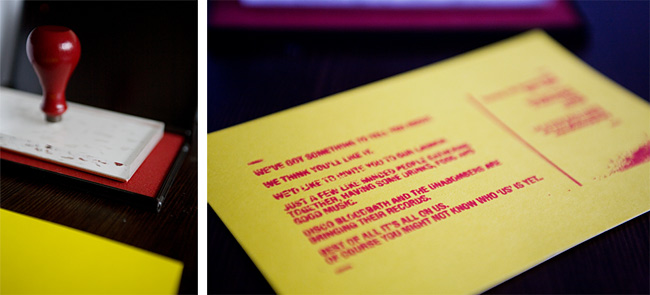 WE'VE GOT SOMETHING TO TELL YOU ABOUT.
WE THINK YOU'LL LIKE IT.
WE'D LIKE TO INVITE YOU TO OUR LAUNCH.
JUST A FEW LIKE MINDED PEOPLE
TOGETHER, HAVING SOME DRINKS, FOOD AND
GOOD MUSIC.
DISCO BLOODBATH AND THE UNABOMBERS ARE
BRINGING THEIR RECORDS.
BEST OF ALL IT'S ALL ON US.
OF COURSE YOU MIGHT NOT KNOW WHO 'US' IS YET.